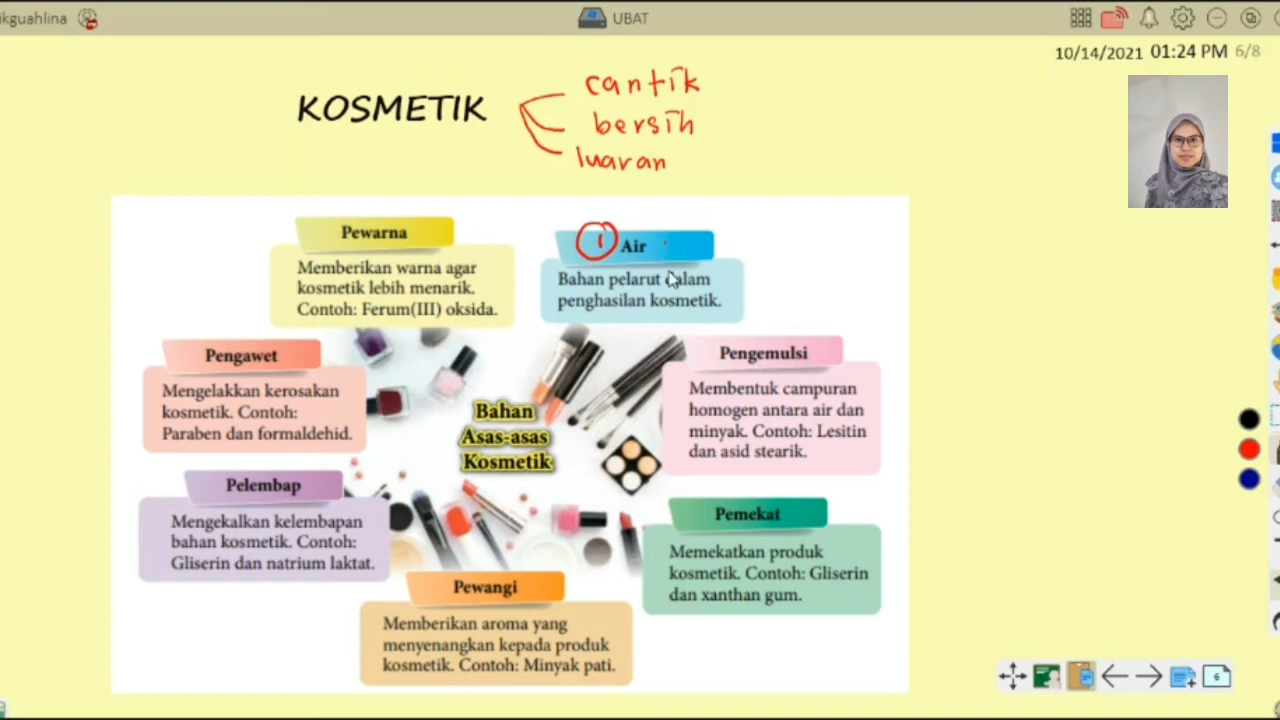 ikguahlina
UBAT
10/14/2021 01:24 PM 6/8
KOSMETIK
cantik
bersih
luaran
Pewarna
Memberikan warna agar
kosmetik lebih menarik.
Contoh: Ferum(III) oksida.
1
Air
Bahan pelarut dalam
penghasilan kosmetik.
Pengawet
Mengelakkan kerosakan
kosmetik. Contoh:
Paraben dan formaldehid.
Pengemulsi
Membentuk campuran
homogen antara air dan
minyak. Contoh: Lesitin
dan asid stearik.
Bahan
Asas-asas
Kosmetik
Pelembap
Mengekalkan kelembapan
bahan kosmetik. Contoh:
Gliserin dan natrium laktat.
Pemekat
Memekatkan produk
kosmetik. Contoh: Gliserin
dan xanthan gum.
Pewangi
Memberikan aroma yang
menyenangkan kepada produk
kosmetik. Contoh: Minyak pati.
6